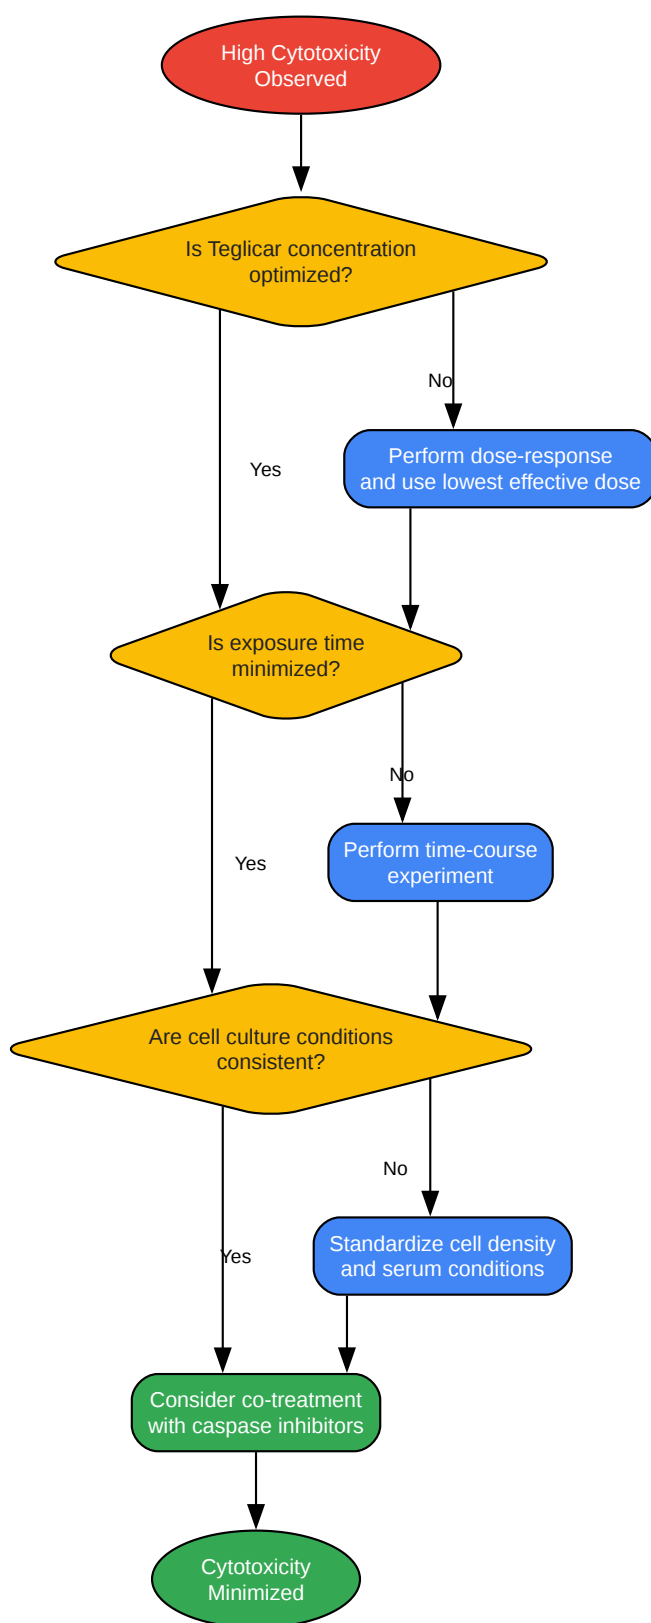 High Cytotoxicity
Observed
Is Teglicar concentration
optimized?
No
Perform dose-response
and use lowest effective dose
Yes
Is exposure time
minimized?
No
Perform time-course
experiment
Yes
Are cell culture conditions
consistent?
No
Standardize cell density
and serum conditions
Yes
Consider co-treatment
with caspase inhibitors
Cytotoxicity
Minimized